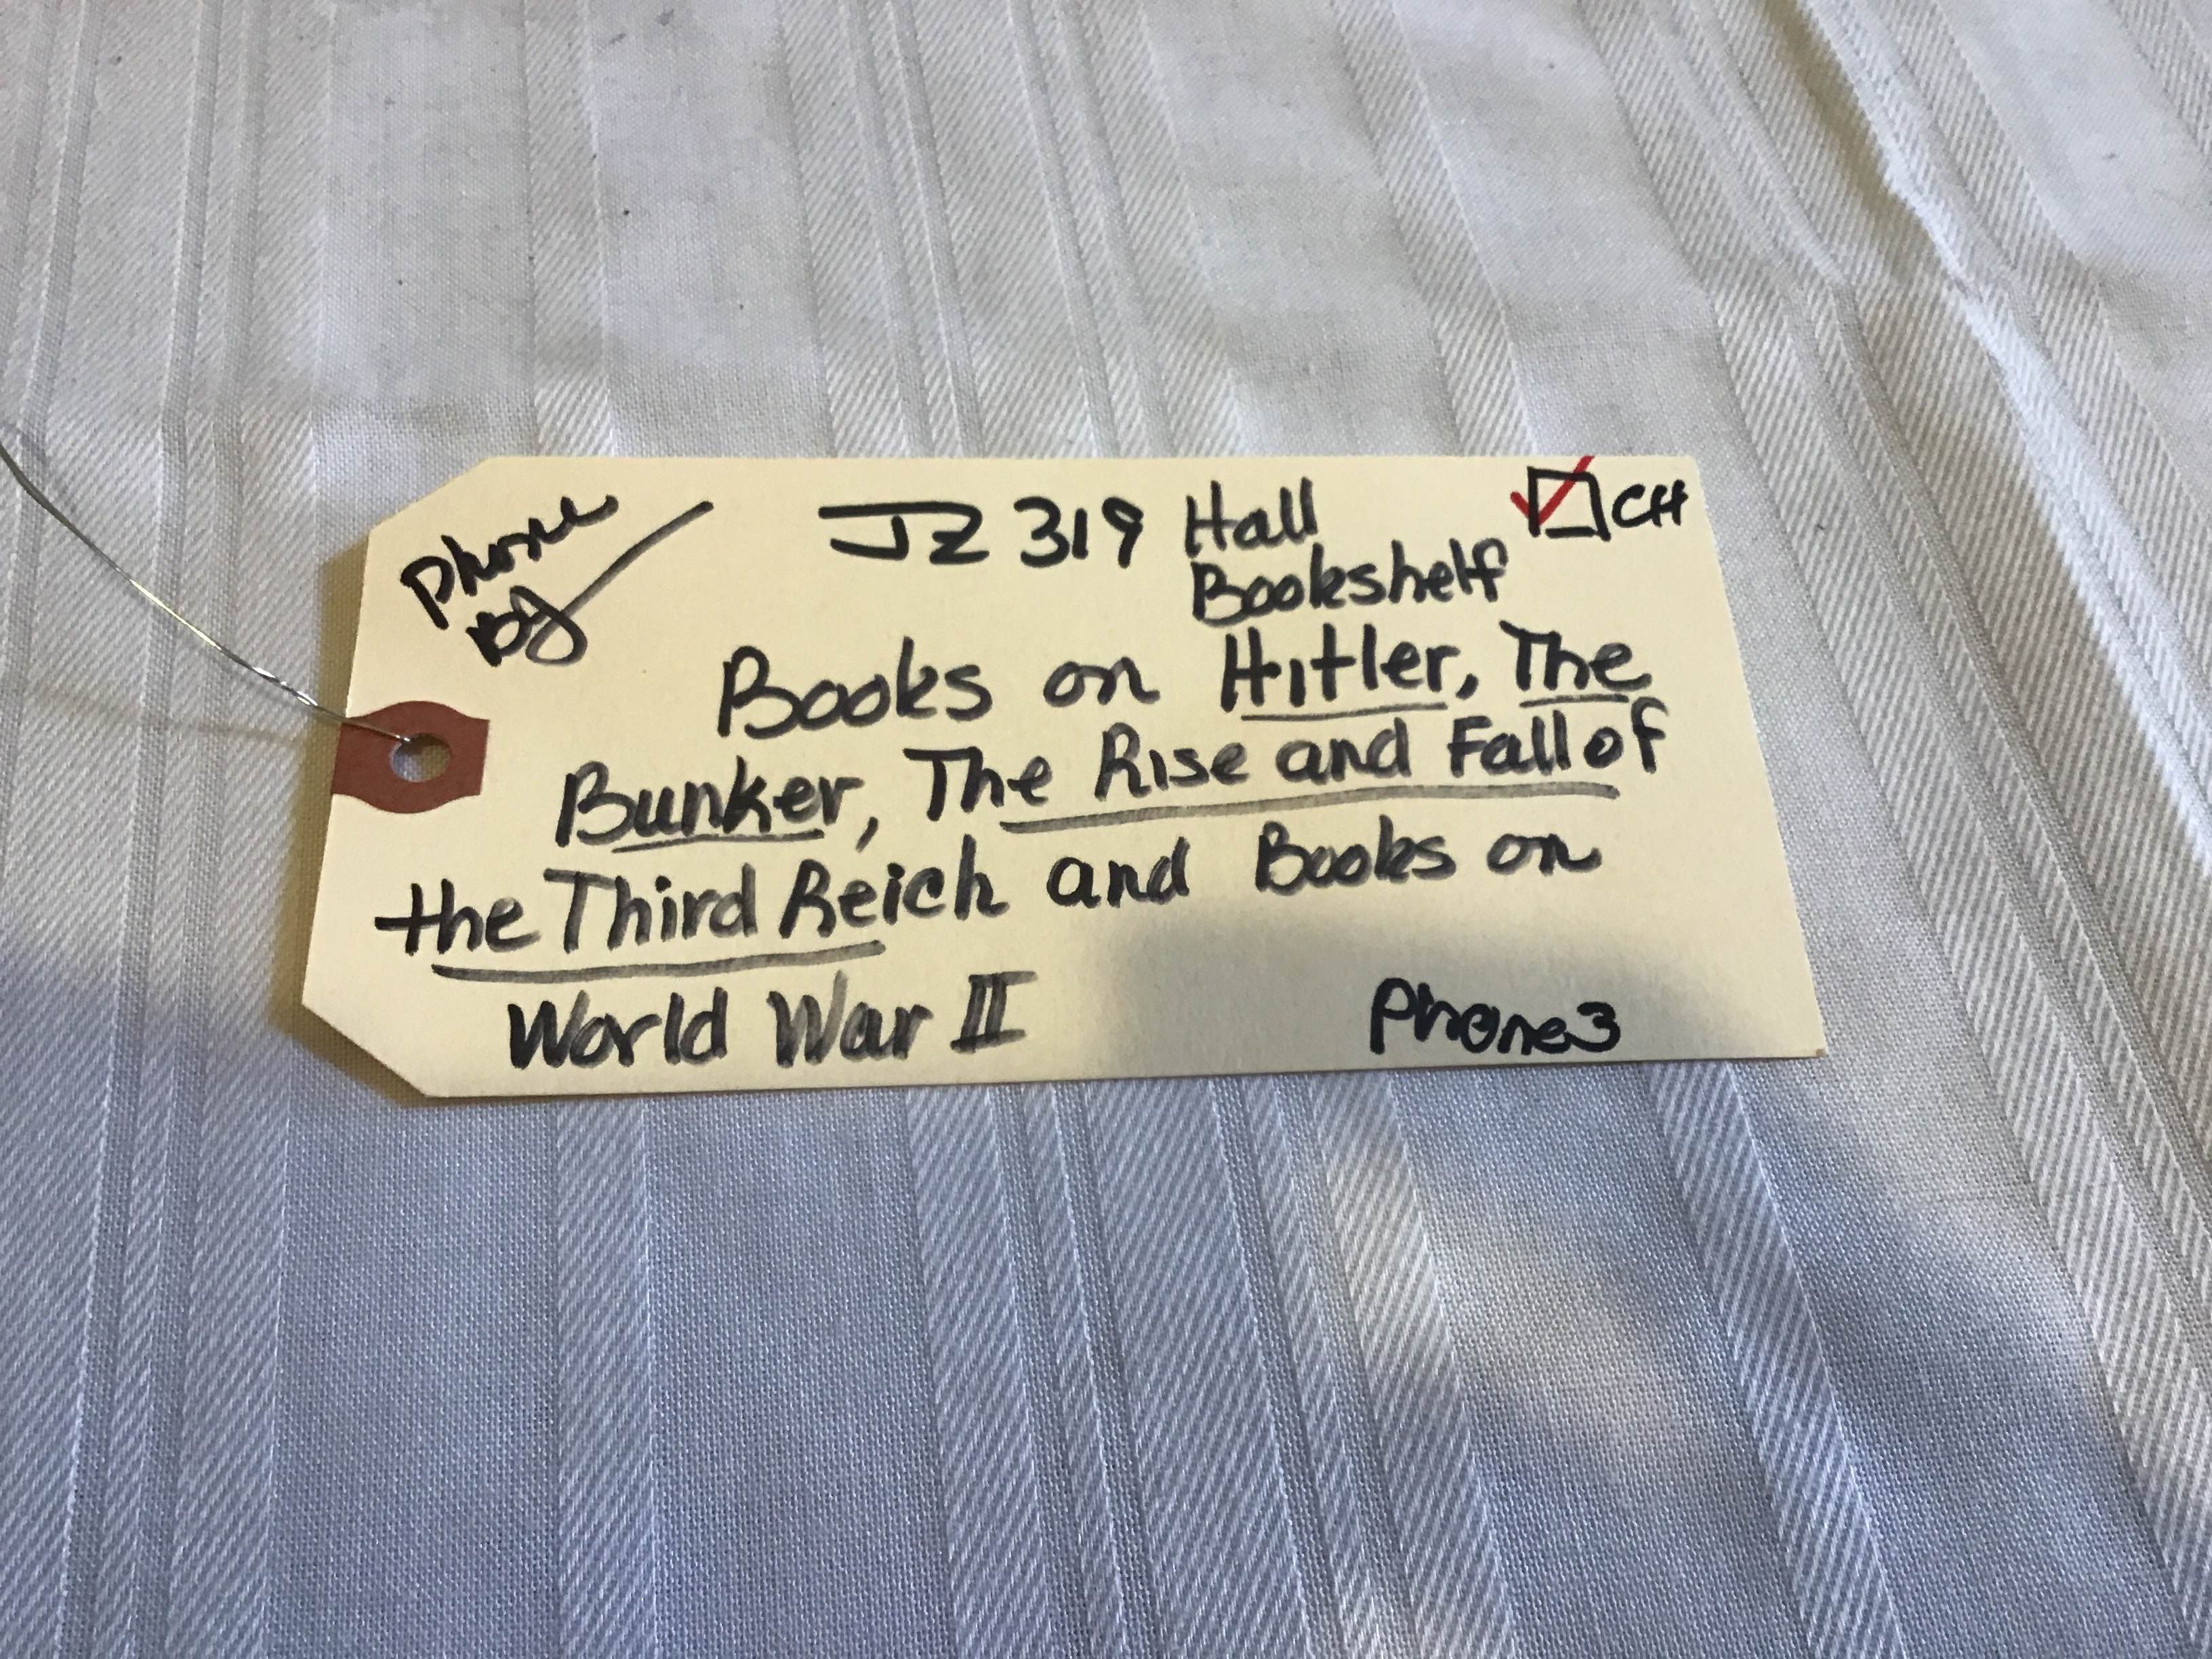 Phone
JZ 319 Hall
Bookshelf
CH
Books on Hitler, The
Bunker, The Rise and Fall of
the Third Reich and Books on
World War II
Phone3